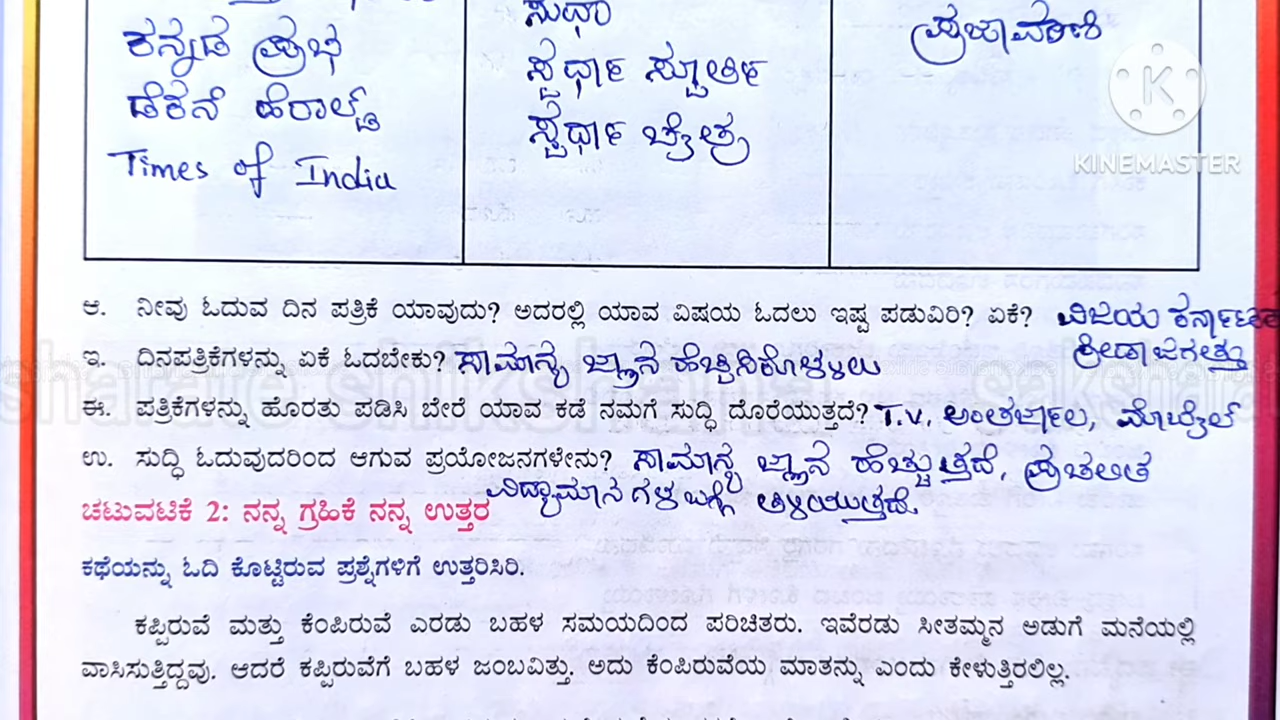 ಸುಧಾ
ಪ್ರಜಾವಾಣಿ
ಕನ್ನಡ ಪ್ರಭ
ಸ್ಪರ್ಧಾ ಸ್ಪೂರ್ತಿ
ಡೆಕನ್ ಹೆರಾಲ್ಡ್
ಸ್ಪರ್ಧಾ ಚೈತ್ರ
Times of India
KINEMASTER
ಆ. ನೀವು ಓದುವ ದಿನ ಪತ್ರಿಕೆ ಯಾವುದು? ಅದರಲ್ಲಿ ಯಾವ ವಿಷಯ ಓದಲು ಇಷ್ಟ ಪಡುವಿರಿ? ಏಕೆ? ವಿಜಯ ಕರ್ನಾಟಕ
ಕ್ರೀಡಾ ಜಗತ್ತು
ಇ. ದಿನಪತ್ರಿಕೆಗಳನ್ನು ಏಕೆ ಓದಬೇಕು? ಸಾಮಾನ್ಯ ಜ್ಞಾನ ಹೆಚ್ಚಿಸಿಕೊಳ್ಳಲು
ಈ. ಪತ್ರಿಕೆಗಳನ್ನು ಹೊರತು ಪಡಿಸಿ ಬೇರೆ ಯಾವ ಕಡೆ ನಮಗೆ ಸುದ್ಧಿ ದೊರೆಯುತ್ತದೆ? T.V, ಅಂತರ್ಜಾಲ, ಮೊಬೈಲ್
ಉ. ಸುದ್ಧಿ ಓದುವುದರಿಂದ ಆಗುವ ಪ್ರಯೋಜನಗಳೇನು? ಸಾಮಾನ್ಯ ಜ್ಞಾನ ಹೆಚ್ಚುತ್ತದೆ, ಪ್ರಚಲಿತ
ವಿದ್ಯಾಮಾನಗಳ ಬಗ್ಗೆ ತಿಳಿಯುತ್ತದೆ.
ಚಟುವಟಿಕೆ 2: ನನ್ನ ಗ್ರಹಿಕೆ ನನ್ನ ಉತ್ತರ
ಕಥೆಯನ್ನು ಓದಿ ಕೊಟ್ಟಿರುವ ಪ್ರಶ್ನೆಗಳಿಗೆ ಉತ್ತರಿಸಿರಿ.
ಕಪ್ಪಿರುವೆ ಮತ್ತು ಕೆಂಪಿರುವೆ ಎರಡು ಬಹಳ ಸಮಯದಿಂದ ಪರಿಚಿತರು. ಇವೆರಡು ಸೀತಮ್ಮನ ಅಡುಗೆ ಮನೆಯಲ್ಲಿ
ವಾಸಿಸುತ್ತಿದ್ದವು. ಆದರೆ ಕಪ್ಪಿರುವೆಗೆ ಬಹಳ ಜಂಬವಿತ್ತು. ಅದು ಕೆಂಪಿರುವೆಯ ಮಾತನ್ನು ಎಂದು ಕೇಳುತ್ತಿರಲಿಲ್ಲ.